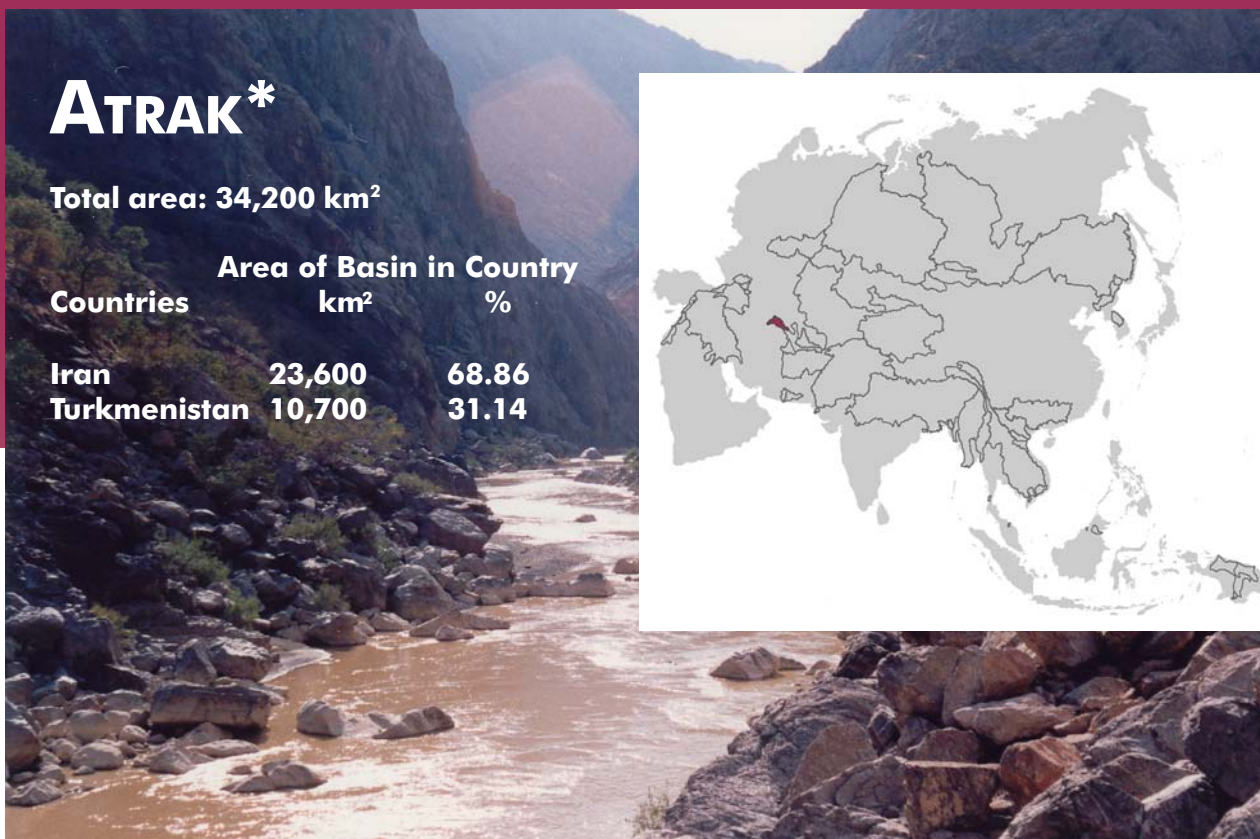 ATRAK*
Total area: 34,200 km²
Area of Basin in Country
Countries km² %
Iran 23,600 68.86
Turkmenistan 10,700 31.14